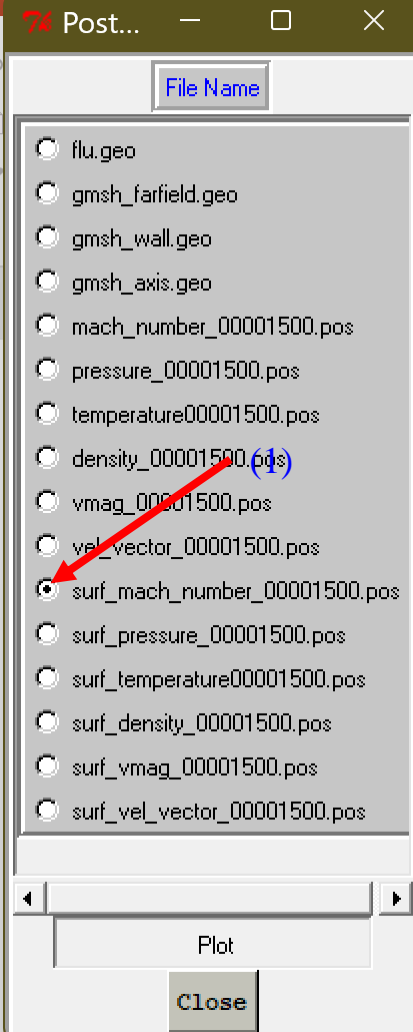 Post...
File Name
flu.geo
gmsh_farfield.geo
gmsh_wall.geo
gmsh_axis.geo
mach_number_00001500.pos
pressure_00001500.pos
temperature00001500.pos
density_00001500.pos (1)
vmag_00001500.pos
vel_vector_00001500.pos
surf_mach_number_00001500.pos
surf_pressure_00001500.pos
surf_temperature00001500.pos
surf_density_00001500.pos
surf_vmag_00001500.pos
surf_vel_vector_00001500.pos
Plot
Close